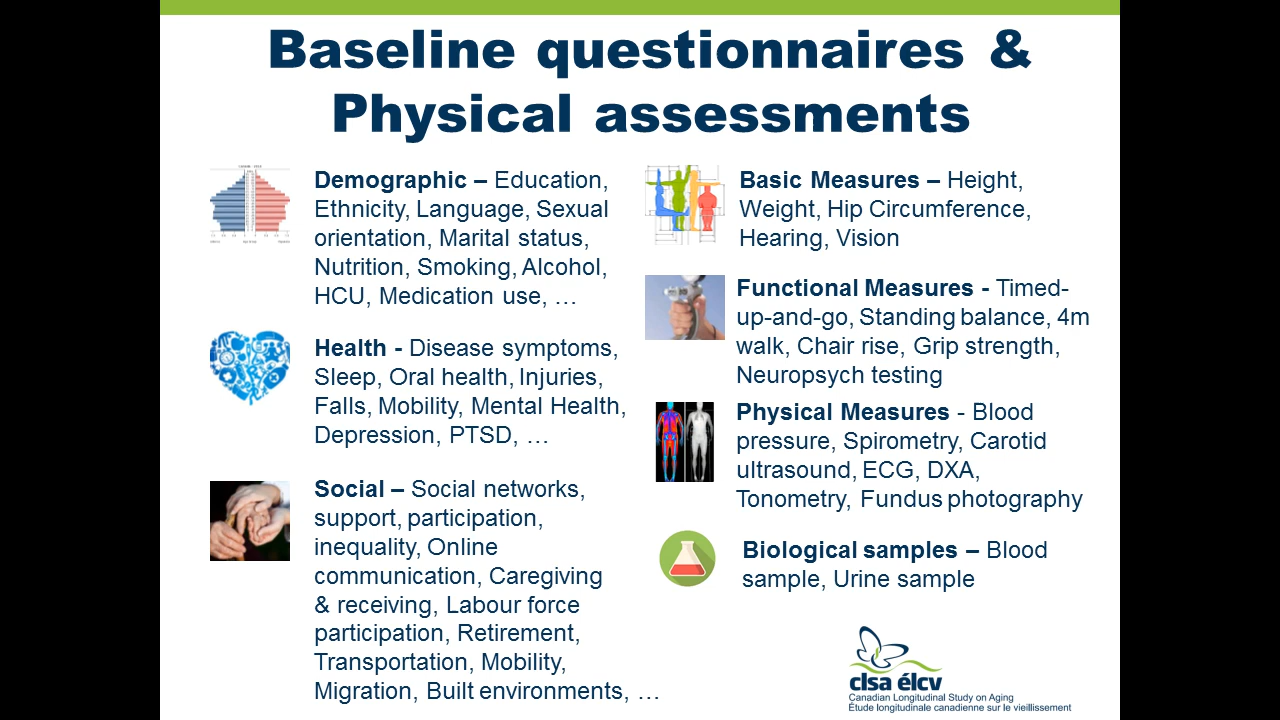 Baseline questionnaires &
Physical assessments
Demographic – Education,
Ethnicity, Language, Sexual
orientation, Marital status,
Nutrition, Smoking, Alcohol,
HCU, Medication use, …
Health - Disease symptoms,
Sleep, Oral health, Injuries,
Falls, Mobility, Mental Health,
Depression, PTSD, …
Social – Social networks,
support, participation,
inequality, Online
communication, Caregiving
& receiving, Labour force
participation, Retirement,
Transportation, Mobility,
Migration, Built environments, …
Basic Measures – Height,
Weight, Hip Circumference,
Hearing, Vision
Functional Measures - Timed-
up-and-go, Standing balance, 4m
walk, Chair rise, Grip strength,
Neuropsych testing
Physical Measures - Blood
pressure, Spirometry, Carotid
ultrasound, ECG, DXA,
Tonometry, Fundus photography
Biological samples – Blood
sample, Urine sample
clsa élcv
Canadian Longitudinal Study on Aging
Étude longitudinale canadienne sur le vieillissement